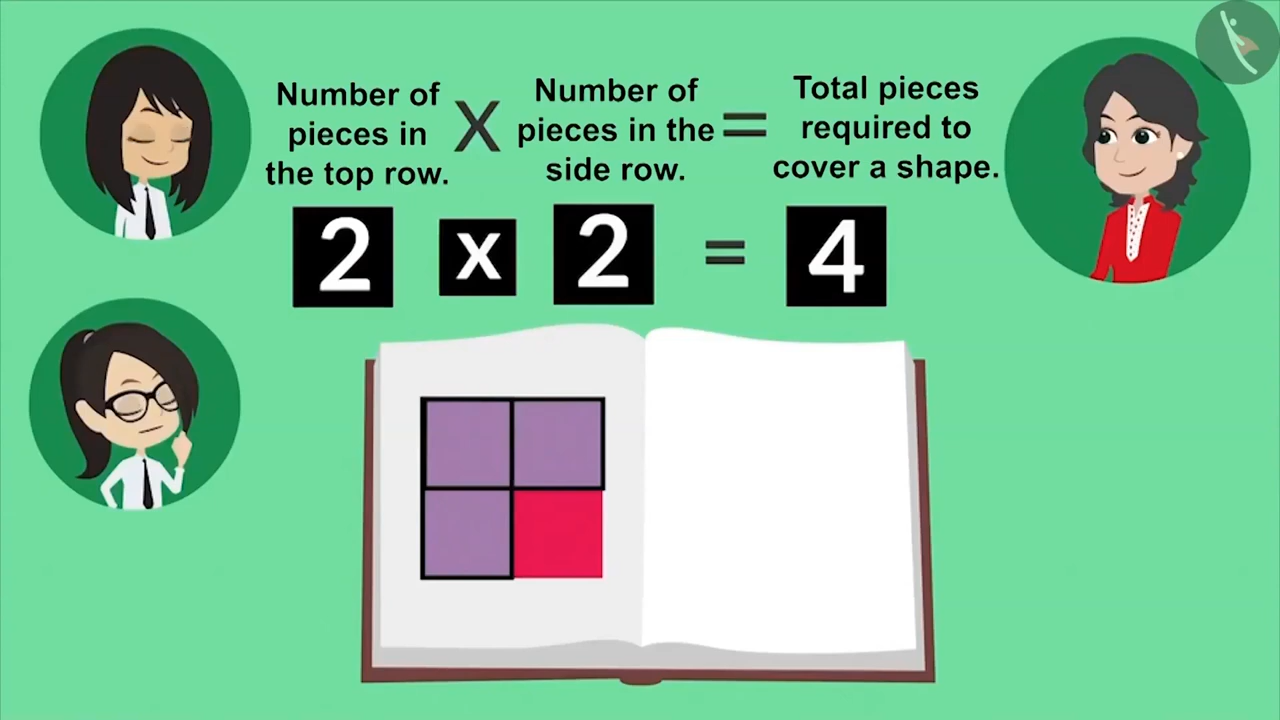 Number of
pieces in
the top row.
X
Number of
pieces in the
side row.
=
Total pieces
required to
cover a shape.
2 x 2 = 4